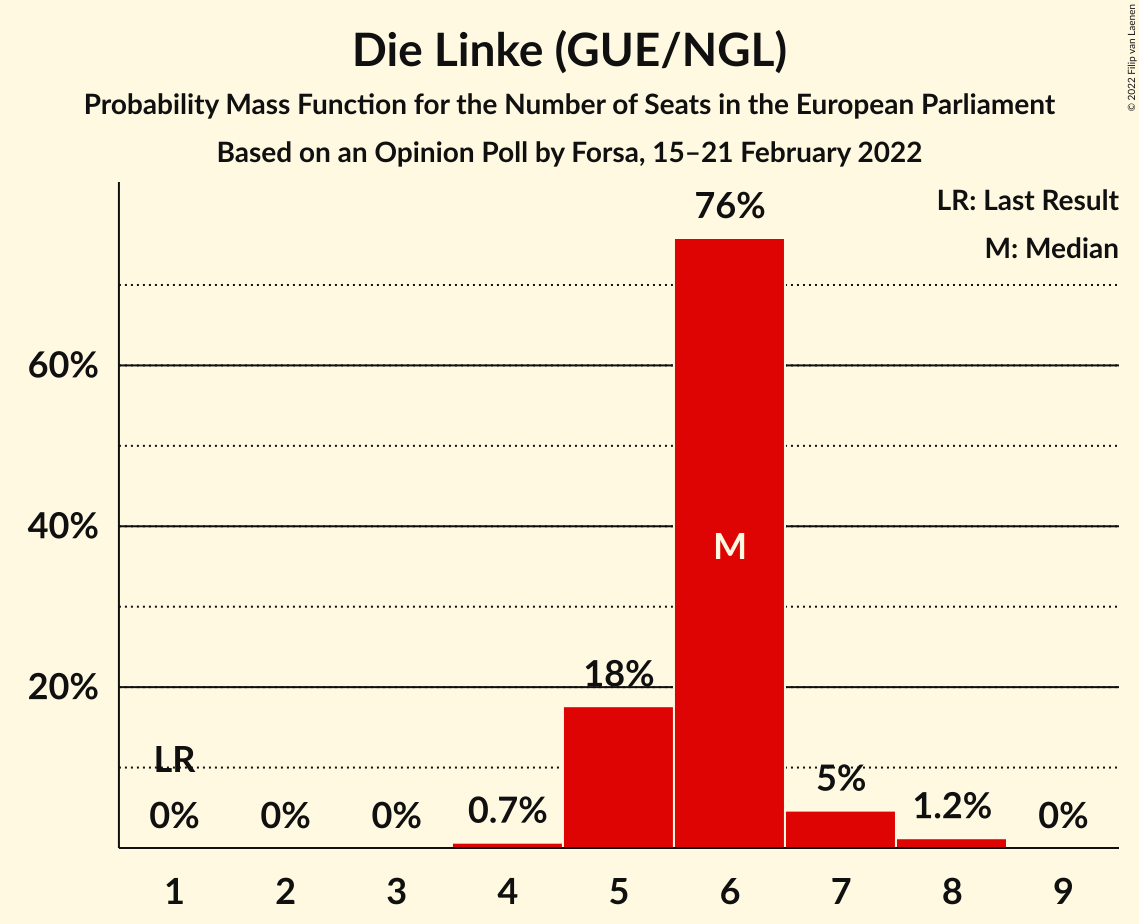 © 2022 Filip van Laenen
Die Linke (GUE/NGL)
Probability Mass Function for the Number of Seats in the European Parliament
Based on an Opinion Poll by Forsa, 15–21 February 2022
LR: Last Result
M: Median
76%
60%
40%
M
20%
18%
LR
0%
0%
0%
0.7%
5%
1.2%
0%
1 2 3 4 5 6 7 8 9